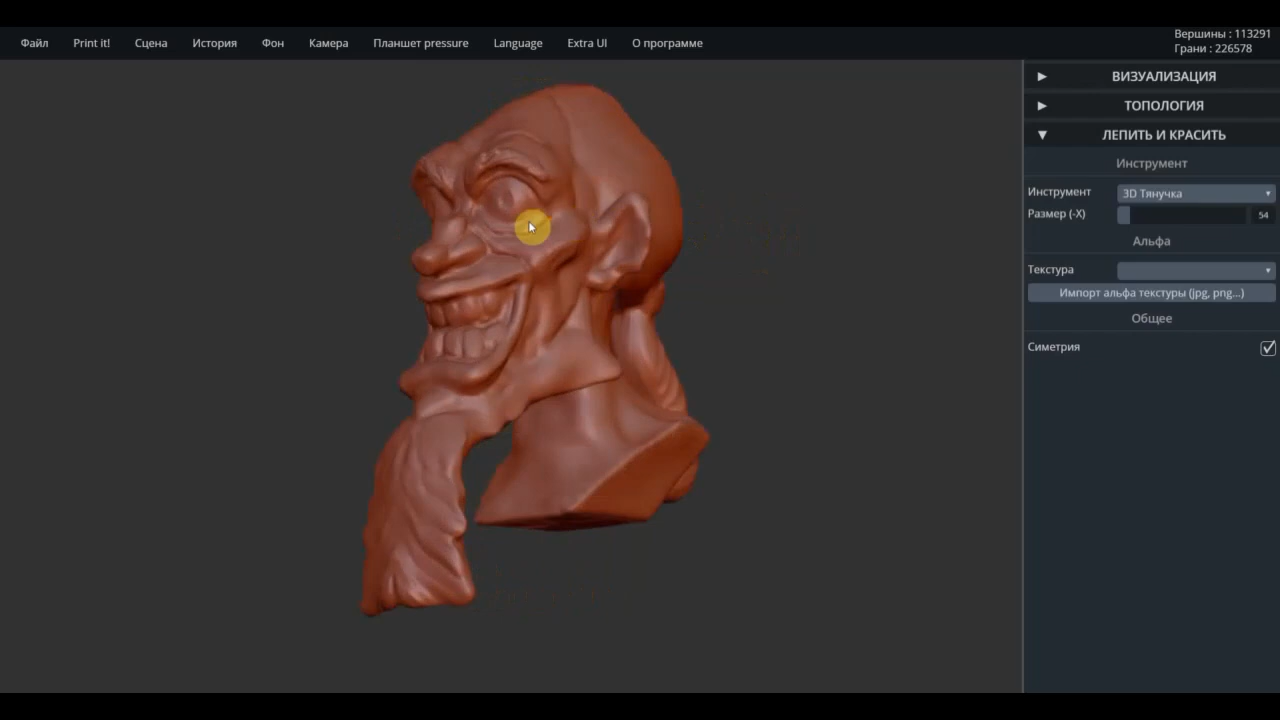 Файл Print it! Сцена История Фон Камера Планшет pressure Language Extra UI О программе
Вершины : 113291
Грани : 226578
ВИЗУАЛИЗАЦИЯ
ТОПОЛОГИЯ
ЛЕПИТЬ И КРАСИТЬ
Инструмент
Инструмент 3D Тянучка
Размер (-X) 54
Альфа
Текстура
Импорт альфа текстуры (jpg, png...)
Общее
Симетрия